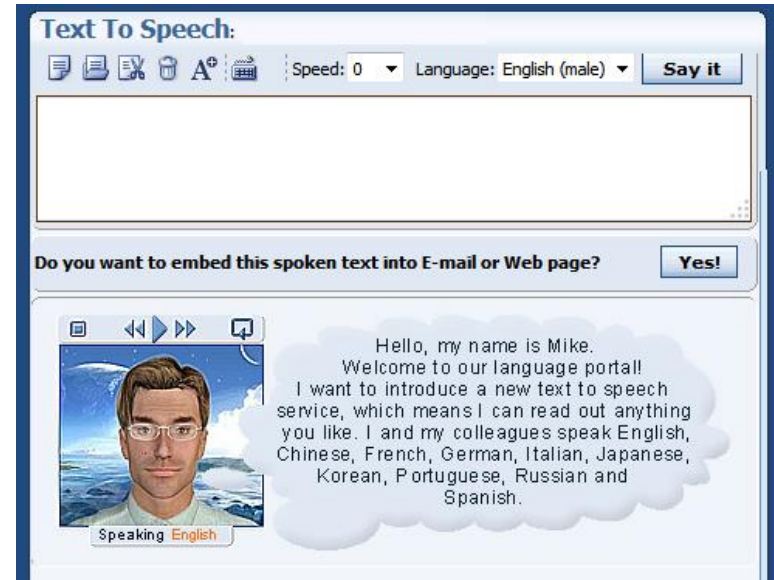 Text To Speech:
Speed: 0 Language: English (male) Say it
Do you want to embed this spoken text into E-mail or Web page? Yes!
Hello, my name is Mike.
Welcome to our language portal!
I want to introduce a new text to speech
service, which means I can read out anything
you like. I and my colleagues speak English,
Chinese, French, German, Italian, Japanese,
Korean, Portuguese, Russian and
Spanish.
Speaking English